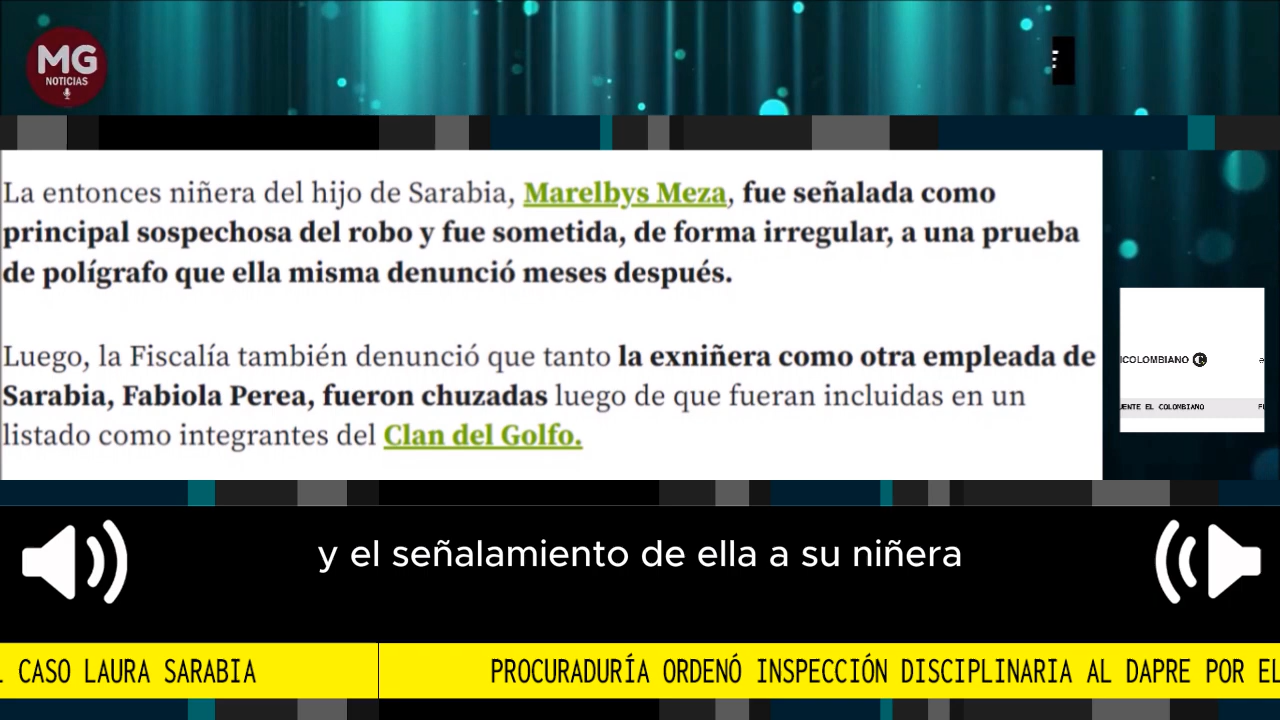 MG
NOTICIAS
La entonces niñera del hijo de Sarabia, Marelbys Meza, fue señalada como
principal sospechosa del robo y fue sometida, de forma irregular, a una prueba
de polígrafo que ella misma denunció meses después.
Luego, la Fiscalía también denunció que tanto la exniñera como otra empleada de
Sarabia, Fabiola Perea, fueron chuzadas luego de que fueran incluidas en un
listado como integrantes del Clan del Golfo.
COLOMBIANO
ENTE EL COLOMBIANO
y el señalamiento de ella a su niñera
CASO LAURA SARABIA PROCURADURÍA ORDENÓ INSPECCIÓN DISCIPLINARIA AL DAPRE POR EL